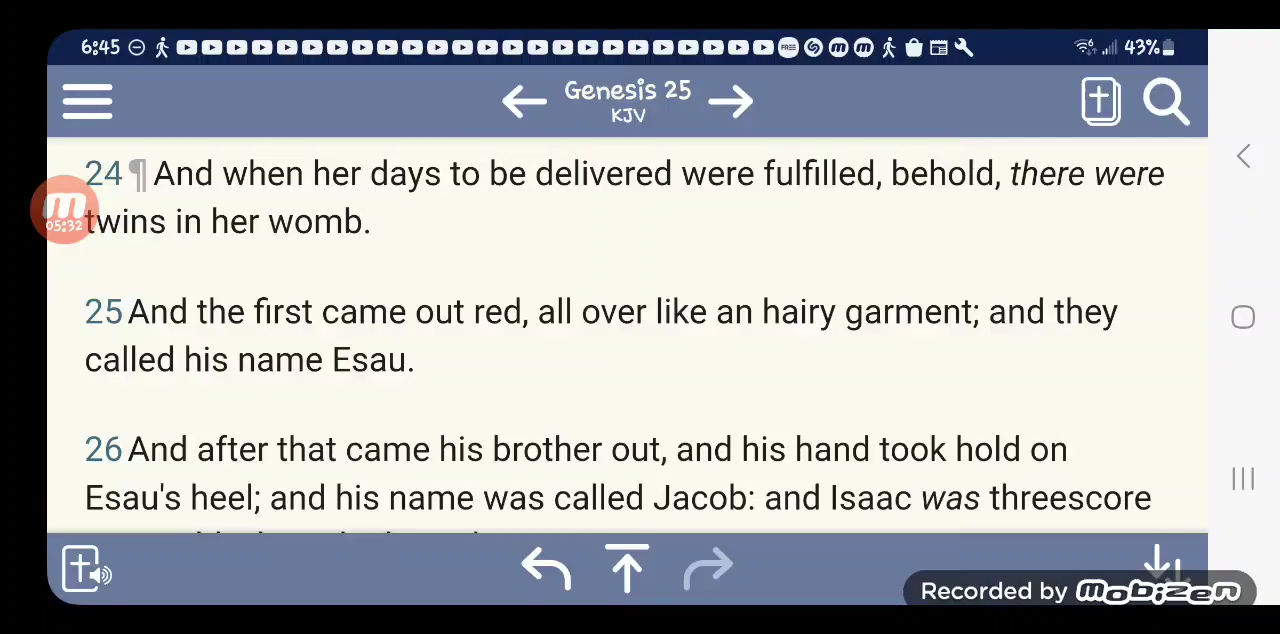 6:45 43%
Genesis 25
KJV
24 ¶ And when her days to be delivered were fulfilled, behold, there were
twins in her womb.
05:32
25 And the first came out red, all over like an hairy garment; and they
called his name Esau.
26 And after that came his brother out, and his hand took hold on
Esau's heel; and his name was called Jacob: and Isaac was threescore
Recorded by Mobizen